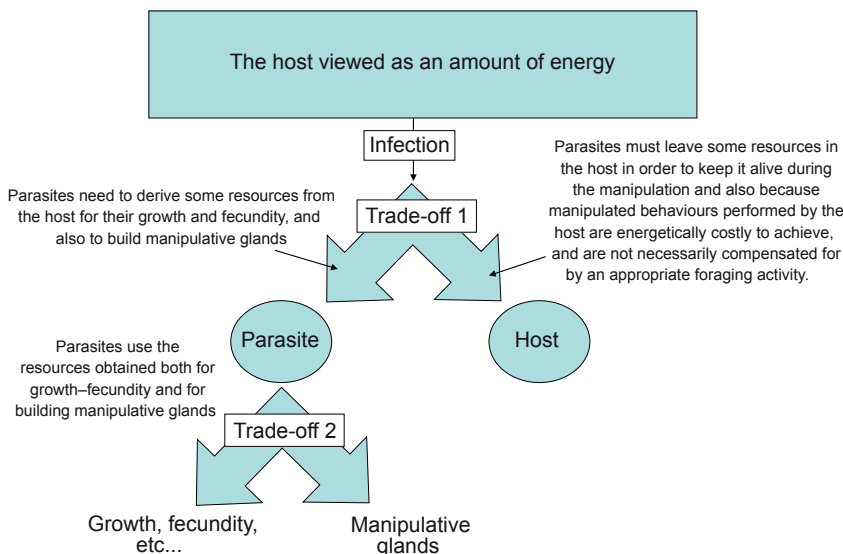 The host viewed as an amount of energy
Infection
Parasites must leave some resources in
the host in order to keep it alive during
the manipulation and also because
manipulated behaviours performed by the
host are energetically costly to achieve,
and are not necessarily compensated for
by an appropriate foraging activity.
Parasites need to derive some resources from
the host for their growth and fecundity, and
also to build manipulative glands
Trade-off 1
Parasite
Host
Parasites use the
resources obtained both for
growth–fecundity and for
building manipulative glands
Trade-off 2
Growth, fecundity,
etc...
Manipulative
glands